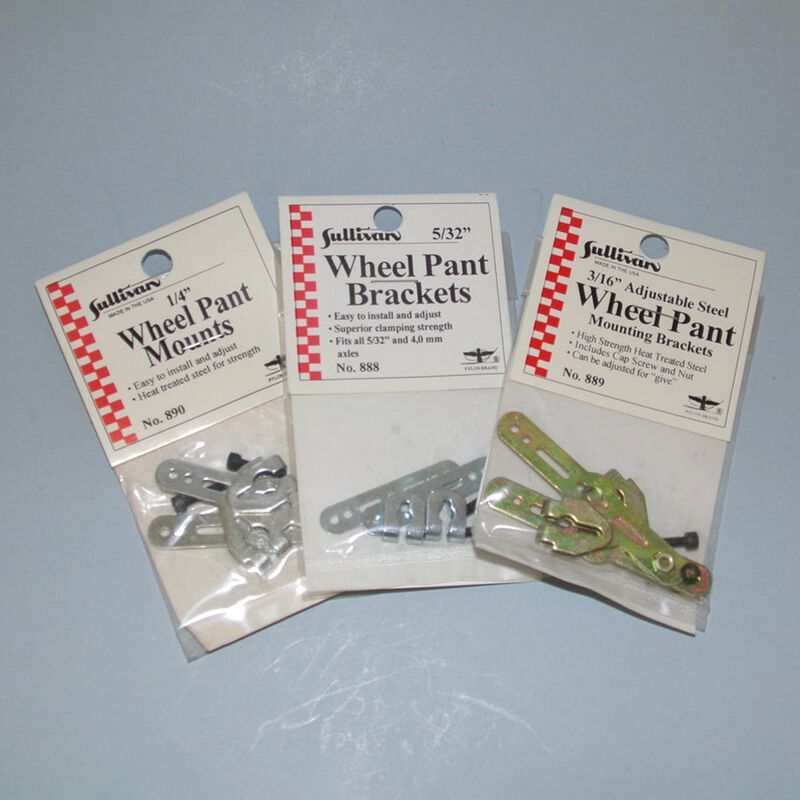 Sullivan
MADE IN THE USA
1/4"
Wheel Pant
Mounts
• Easy to install and adjust
• Heat treated steel for strength
No. 890
Sullivan
5/32"
Wheel Pant
Brackets
• Easy to install and adjust
• Superior clamping strength
• Fits all 5/32" and 4,0 mm
axles
No. 888
PYLON BRAND
Sullivan
MADE IN THE USA
3/16" Adjustable Steel
Wheel Pant
Mounting Brackets
• High Strength Heat Treated Steel
• Includes Cap Screw and Nut
• Can be adjusted for "give"
No. 889
®
PYLON BRAND